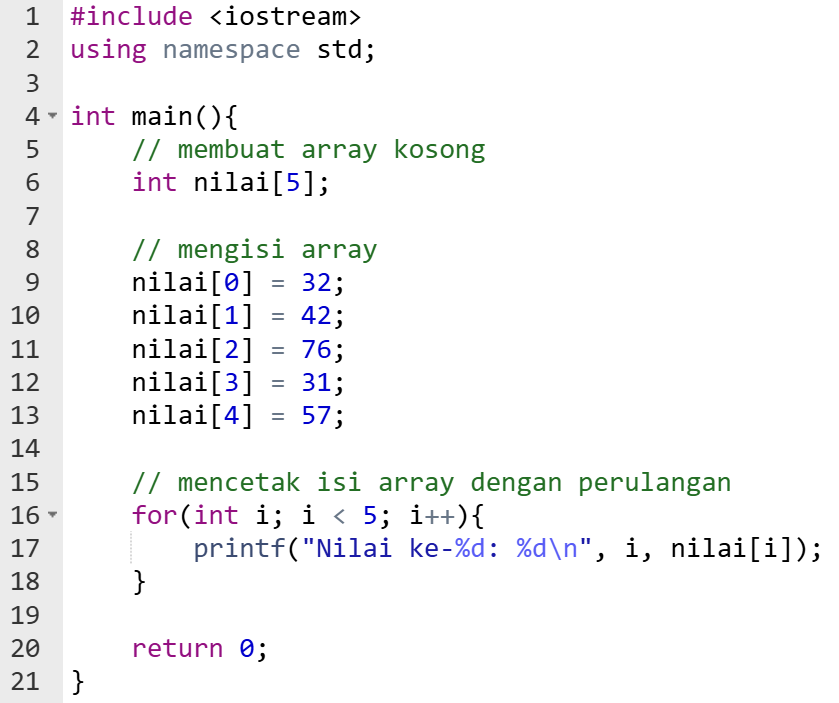 1 #include <iostream>
2 using namespace std;
3
4 int main(){
5     // membuat array kosong
6     int nilai[5];
7
8     // mengisi array
9     nilai[0] = 32;
10     nilai[1] = 42;
11     nilai[2] = 76;
12     nilai[3] = 31;
13     nilai[4] = 57;
14
15     // mencetak isi array dengan perulangan
16     for(int i; i < 5; i++){
17         printf("Nilai ke-%d: %d\n", i, nilai[i]);
18     }
19
20     return 0;
21 }